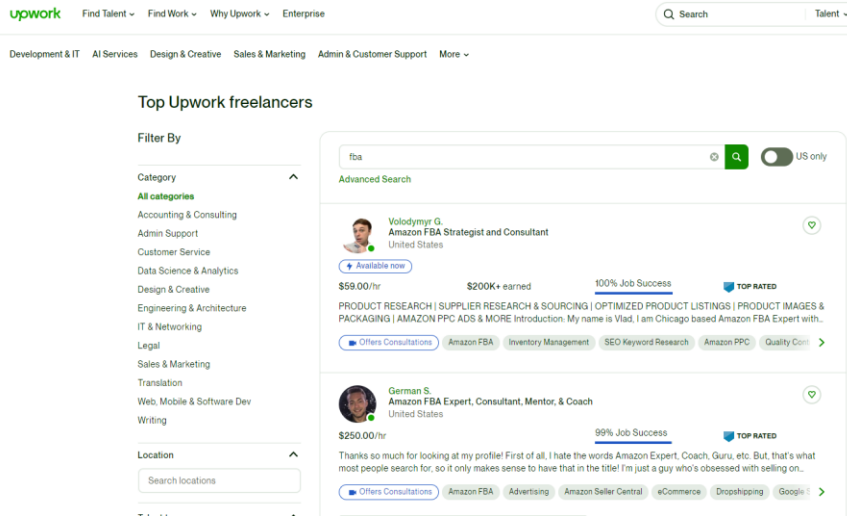 upwork Find Talent Find Work Why Upwork Enterprise Search Talent
Development & IT AI Services Design & Creative Sales & Marketing Admin & Customer Support More
Top Upwork freelancers
Filter By
Category
All categories
Accounting & Consulting
Admin Support
Customer Service
Data Science & Analytics
Design & Creative
Engineering & Architecture
IT & Networking
Legal
Sales & Marketing
Translation
Web, Mobile & Software Dev
Writing
Location
Search locations
fba US only
Advanced Search
Volodymyr G.
Amazon FBA Strategist and Consultant
United States
Available now
$59.00/hr $200K+ earned 100% Job Success TOP RATED
PRODUCT RESEARCH | SUPPLIER RESEARCH & SOURCING | OPTIMIZED PRODUCT LISTINGS | PRODUCT IMAGES &
PACKAGING | AMAZON PPC ADS & MORE Introduction: My name is Vlad, I am Chicago based Amazon FBA Expert with...
Offers Consultations Amazon FBA Inventory Management SEO Keyword Research Amazon PPC Quality Cont
German S.
Amazon FBA Expert, Consultant, Mentor, & Coach
United States
$250.00/hr 99% Job Success TOP RATED
Thanks so much for looking at my profile! First of all, I hate the words Amazon Expert, Coach, Guru, etc. But, that's what
most people search for, so it only makes sense to have that in the title! I'm just a guy who's obsessed with selling on...
Offers Consultations Amazon FBA Advertising Amazon Seller Central eCommerce Dropshipping Google